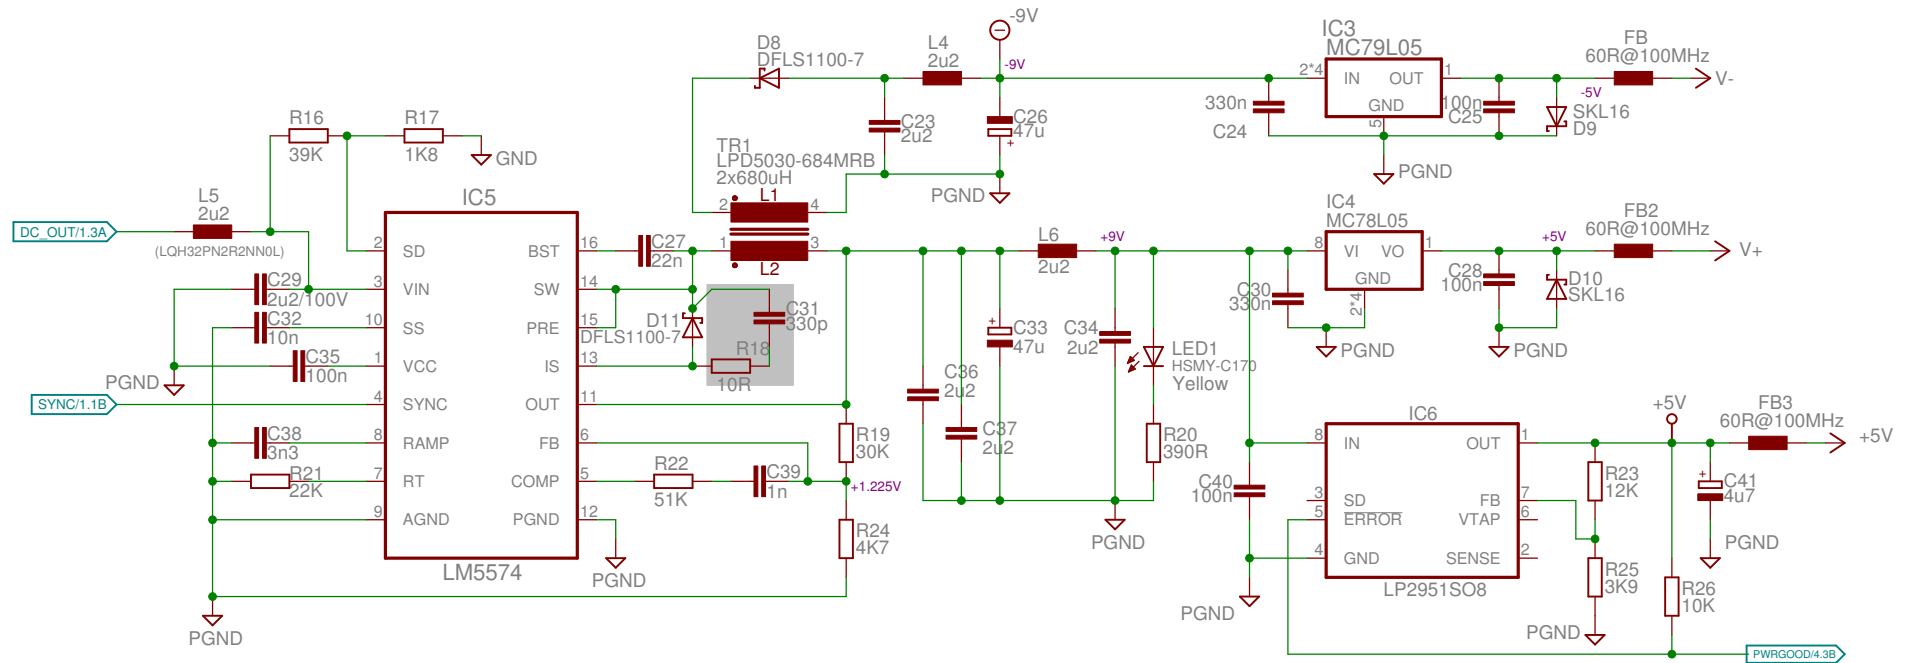 -9V
-9V
D8
DFLS1100-7
L4
2u2
C23
2u2
C26
47u
+
PGND
TR1
LPD5030-684MRB
2x680uH
L1
2
4
1
3
L2
IC3
MC79L05
2*4
IN
OUT
1
GND
5
330n
C24
100n
C25
-5V
SKL16
D9
PGND
FB
60R@100MHz
V-
R16
39K
R17
1K8
GND
L5
2u2
(LQH32PN2R2NN0L)
DC_OUT/1.3A
C29
2u2/100V
C32
10n
C35
100n
PGND
SYNC/1.1B
C38
3n3
R21
22K
PGND
IC5
2
SD
3
VIN
10
SS
1
VCC
4
SYNC
8
RAMP
7
RT
9
AGND
BST
16
SW
14
PRE
15
IS
13
OUT
11
FB
6
COMP
5
PGND
12
LM5574
C27
22n
D11
DFLS1100-7
C31
330p
R18
10R
R22
51K
C39
1n
PGND
R19
30K
+1.225V
R24
4K7
C36
2u2
C37
2u2
+
C33
47u
L6
2u2
+9V
C34
2u2
LED1
HSMY-C170
Yellow
R20
390R
PGND
IC4
MC78L05
8
VI
VO
1
GND
2*4
C30
330n
PGND
C28
100n
+5V
D10
SKL16
PGND
FB2
60R@100MHz
V+
IC6
8
IN
3
SD
5
ERROR
4
GND
OUT
1
FB
7
VTAP
6
SENSE
2
LP2951SO8
C40
100n
PGND
R23
12K
R25
3K9
PGND
+5V
R26
10K
+
C41
4u7
PGND
FB3
60R@100MHz
+5V
PWRGOOD/4.3B